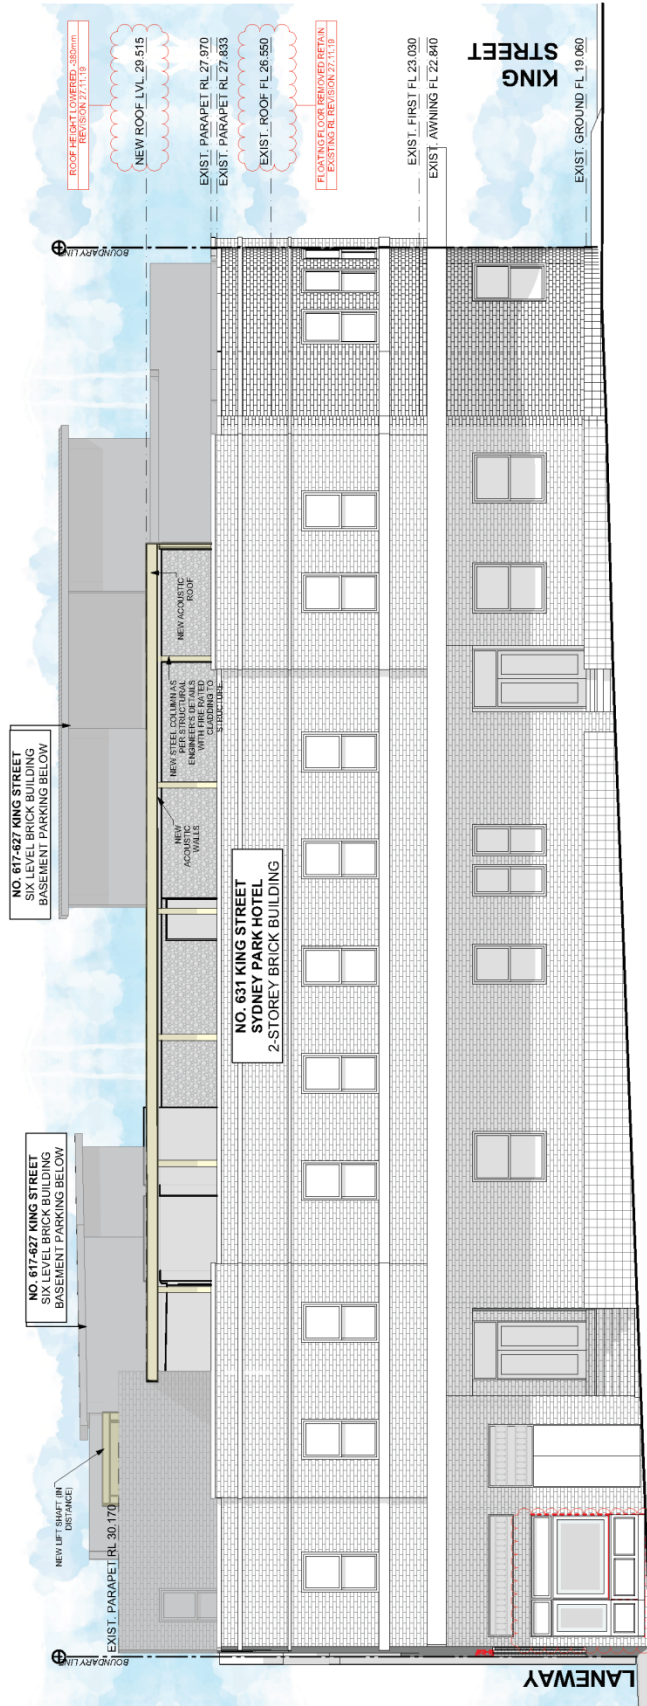 LANEWAY
BOUNDARY LINE
EXIST. PARAPET RL 30.170
NEW LIFT SHAFT (IN
DISTANCE)
NO. 617-627 KING STREET
SIX LEVEL BRICK BUILDING
BASEMENT PARKING BELOW
NO. 617-627 KING STREET
SIX LEVEL BRICK BUILDING
BASEMENT PARKING BELOW
NEW
ACOUSTIC
WALLS
NEW STEEL COLUMN AS
PER STRUCTURAL
ENGINEER'S DETAILS
WITH FIRE RATED
CLADDING TO
STRUCTURE.
NEW ACOUSTIC
ROOF
NO. 631 KING STREET
SYDNEY PARK HOTEL
2-STOREY BRICK BUILDING
BOUNDARY LINE
ROOF HEIGHT LOWERED -380mm
REVISION 27.11.19
NEW ROOF LVL. 29.515
EXIST. PARAPET RL 27.970
EXIST. PARAPET RL 27.833
EXIST. ROOF FL 26.550
FLOATING FLOOR REMOVED RETAIN
EXISTING RL REVISION 27.11.19
EXIST. FIRST FL 23.030
EXIST. AWNING FL 22.840
KING
STREET
EXIST. GROUND FL 19.060